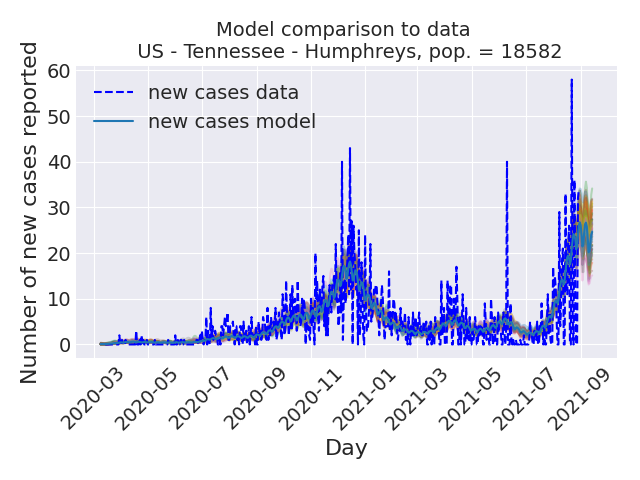 Model comparison to data
US - Tennessee - Humphreys, pop. = 18582
Number of new cases reported
60
50
40
30
20
10
0
new cases data
new cases model
2020-03
2020-05
2020-07
2020-09
2020-11
2021-01
2021-03
2021-05
2021-07
2021-09
Day